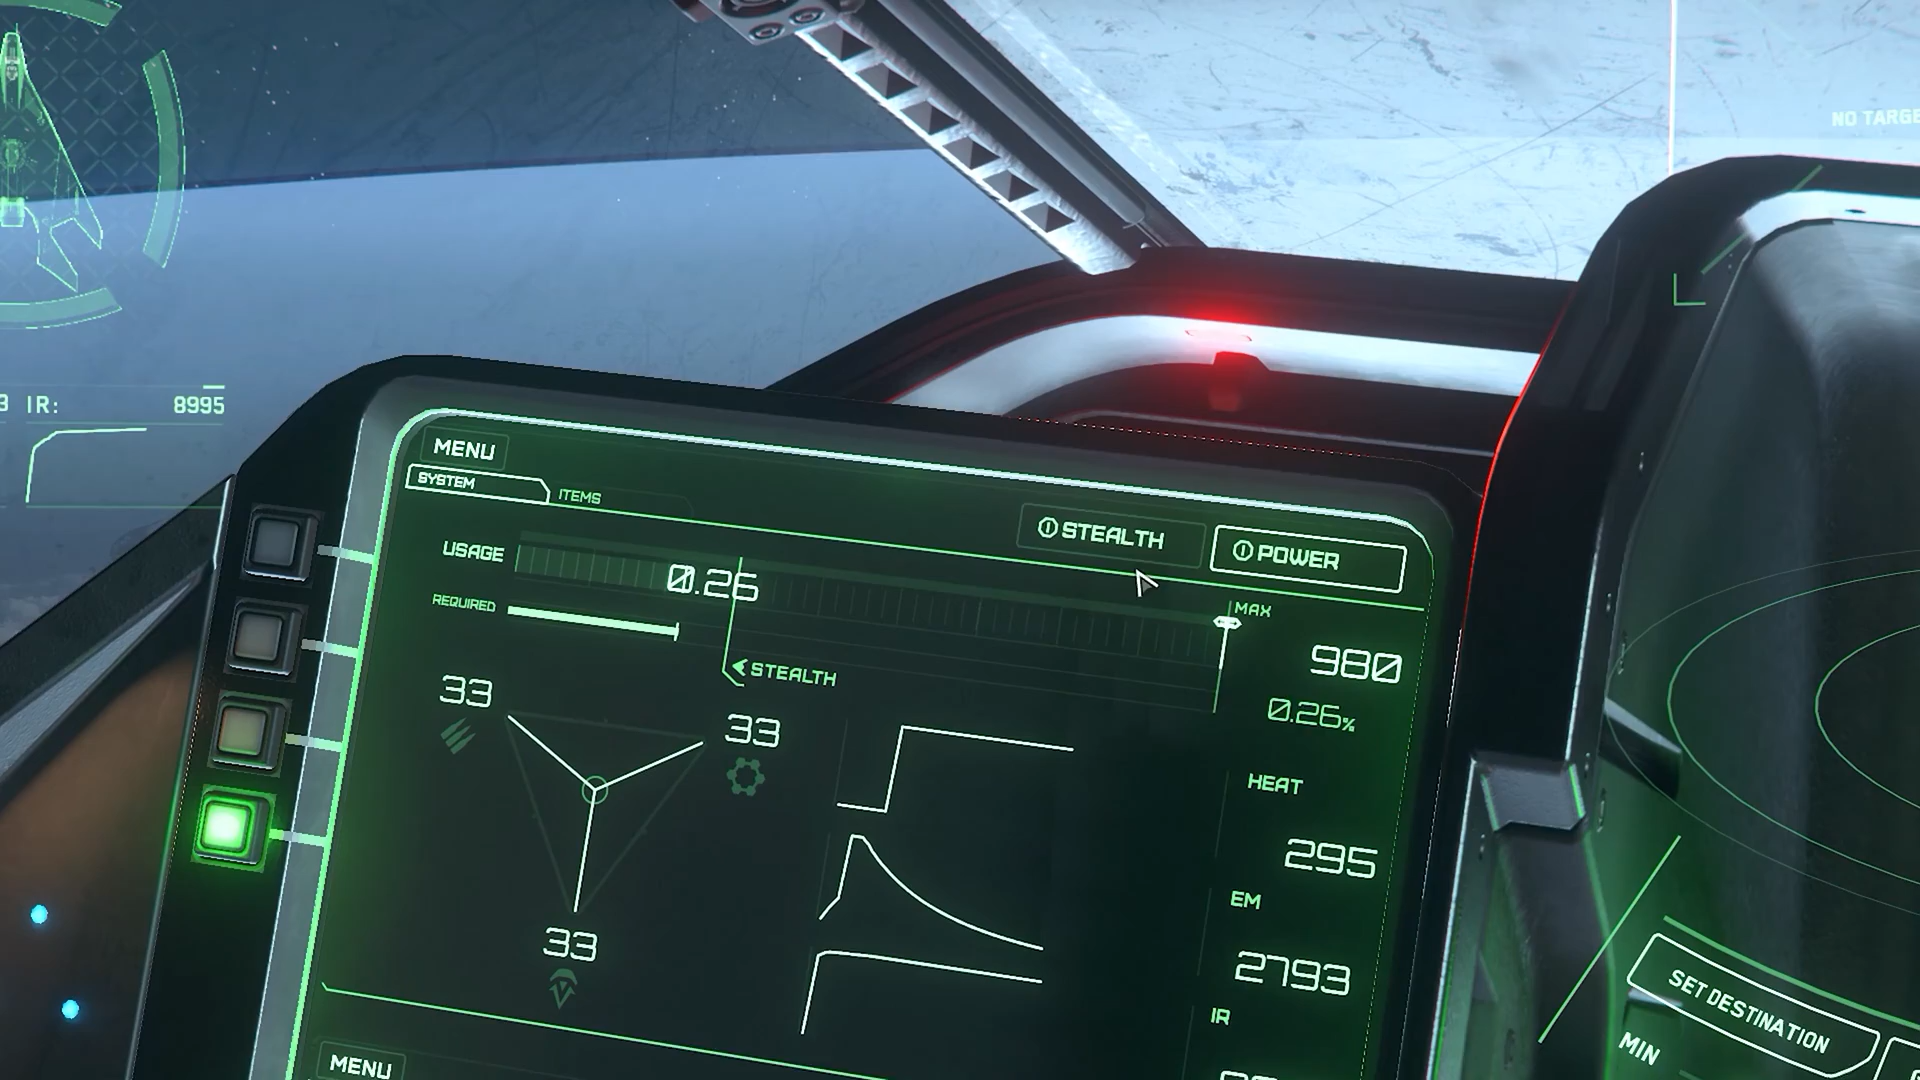 NO TARGE
3 IR: 8995
MENU
SYSTEM ITEMS
STEALTH POWER
USAGE 0.26
REQUIRED
MAX
STEALTH
980
0.26%
33 33
HEAT
295
EM
33
2793
IR
SET DESTINATION
MIN
MENU